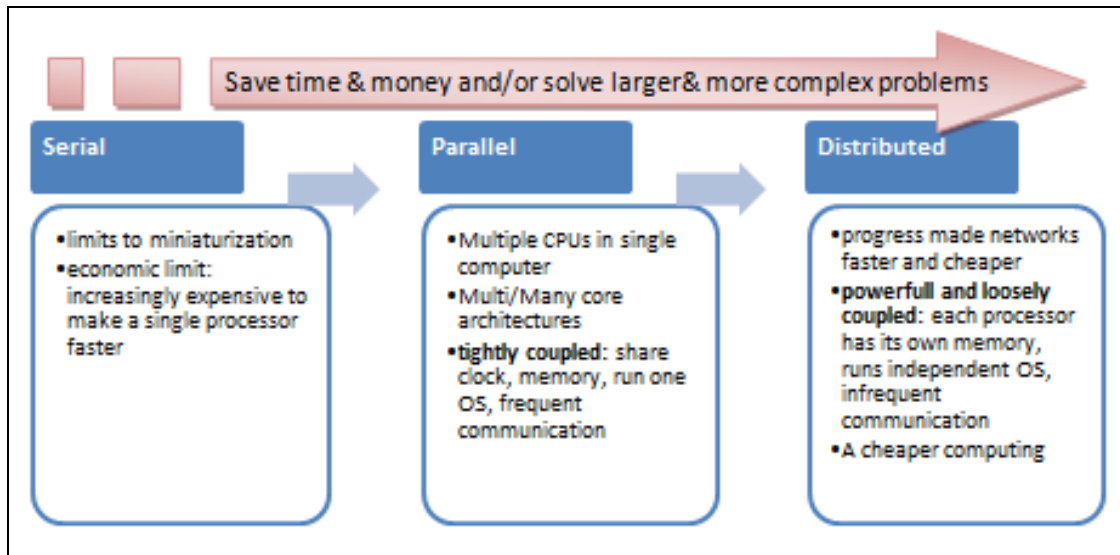 Save time & money and/or solve larger& more complex problems
Serial
•limits to miniaturization
•economic limit:
increasingly expensive to
make a single processor
faster
Parallel
•Multiple CPUs in single
computer
•Multi/Many core
architectures
•tightly coupled: share
clock, memory, run one
OS, frequent
communication
Distributed
•progress made networks
faster and cheaper
•powerfull and loosely
coupled: each processor
has its own memory,
runs independent OS,
infrequent
communication
•A cheaper computing